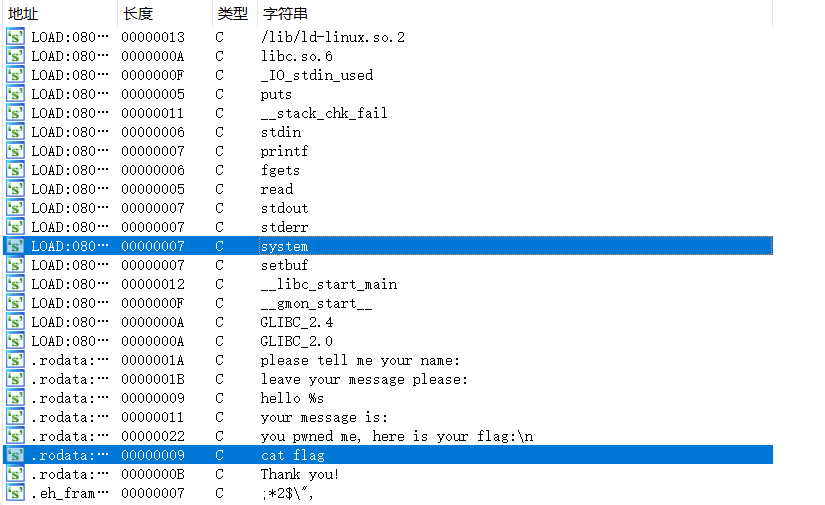 地址 长度 类型 字符串
's' LOAD:080… 00000013 C /lib/ld-linux.so.2
's' LOAD:080… 0000000A C libc.so.6
's' LOAD:080… 0000000F C _IO_stdin_used
's' LOAD:080… 00000005 C puts
's' LOAD:080… 00000011 C __stack_chk_fail
's' LOAD:080… 00000006 C stdin
's' LOAD:080… 00000007 C printf
's' LOAD:080… 00000006 C fgets
's' LOAD:080… 00000005 C read
's' LOAD:080… 00000007 C stdout
's' LOAD:080… 00000007 C stderr
's' LOAD:080… 00000007 C system
's' LOAD:080… 00000007 C setbuf
's' LOAD:080… 00000012 C __libc_start_main
's' LOAD:080… 0000000F C __gmon_start__
's' LOAD:080… 0000000A C GLIBC_2.4
's' LOAD:080… 0000000A C GLIBC_2.0
's' .rodata:… 0000001A C please tell me your name:
's' .rodata:… 0000001B C leave your message please:
's' .rodata:… 00000009 C hello %s
's' .rodata:… 00000011 C your message is:
's' .rodata:… 00000022 C you pwned me, here is your flag:\n
's' .rodata:… 00000009 C cat flag
's' .rodata:… 0000000B C Thank you!
's' .eh_fram… 00000007 C ;*2$\",